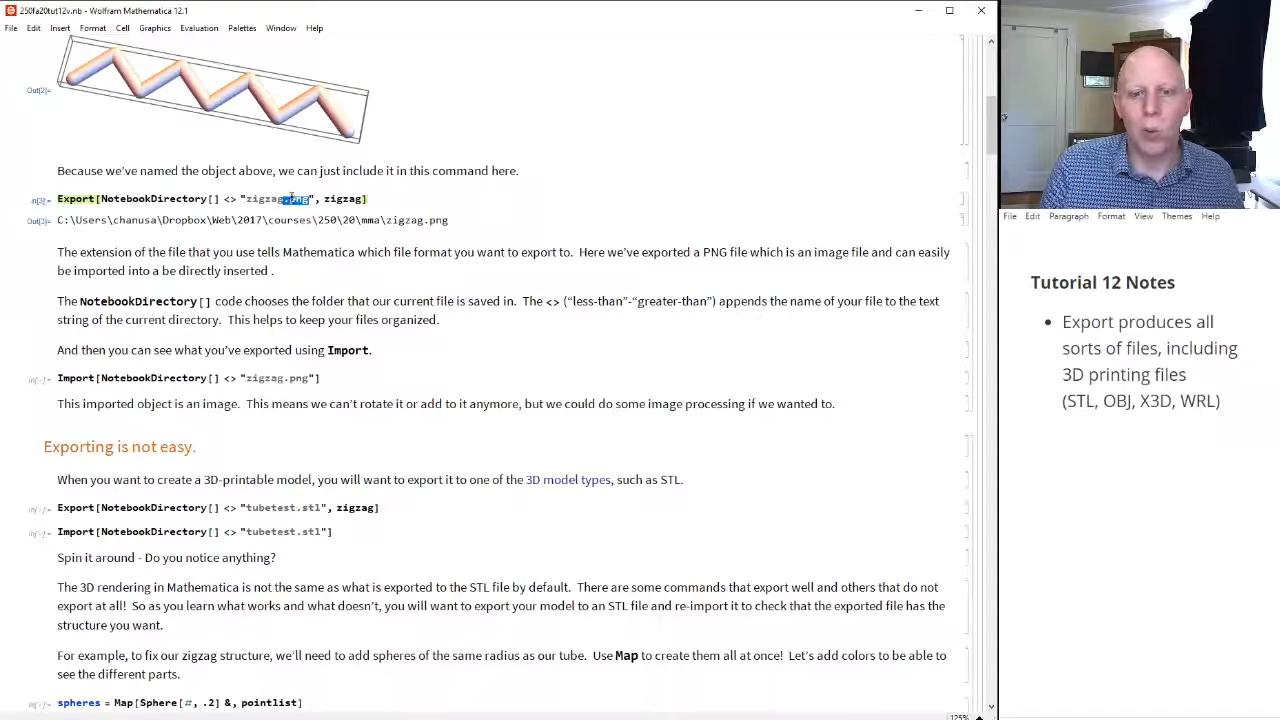 250fa20tut12v.nb - Wolfram Mathematica 12.1
File Edit Insert Format Cell Graphics Evaluation Palettes Window Help
Out[2]=
Because we've named the object above, we can just include it in this command here.
In[3]:= Export[NotebookDirectory[] <> "zigzag.png", zigzag]
Out[3]= C:\Users\chanusa\Dropbox\Web\2017\courses\250\20\mma\zigzag.png
The extension of the file that you use tells Mathematica which file format you want to export to. Here we've exported a PNG file which is an image file and can easily
be imported into a be directly inserted .
The NotebookDirectory[] code chooses the folder that our current file is saved in. The <> ("less-than"-"greater-than") appends the name of your file to the text
string of the current directory. This helps to keep your files organized.
And then you can see what you've exported using Import.
In[•]:= Import[NotebookDirectory[] <> "zigzag.png"]
This imported object is an image. This means we can't rotate it or add to it anymore, but we could do some image processing if we wanted to.
Exporting is not easy.
When you want to create a 3D-printable model, you will want to export it to one of the 3D model types, such as STL.
In[•]:= Export[NotebookDirectory[] <> "tubetest.stl", zigzag]
In[•]:= Import[NotebookDirectory[] <> "tubetest.stl"]
Spin it around - Do you notice anything?
The 3D rendering in Mathematica is not the same as what is exported to the STL file by default. There are some commands that export well and others that do not
export at all! So as you learn what works and what doesn't, you will want to export your model to an STL file and re-import it to check that the exported file has the
structure you want.
For example, to fix our zigzag structure, we'll need to add spheres of the same radius as our tube. Use Map to create them all at once! Let's add colors to be able to
see the different parts.
In[•]:= spheres = Map[Sphere[#, .2] &, pointlist]
125%
File Edit Paragraph Format View Themes Help
Tutorial 12 Notes
• Export produces all
sorts of files, including
3D printing files
(STL, OBJ, X3D, WRL)